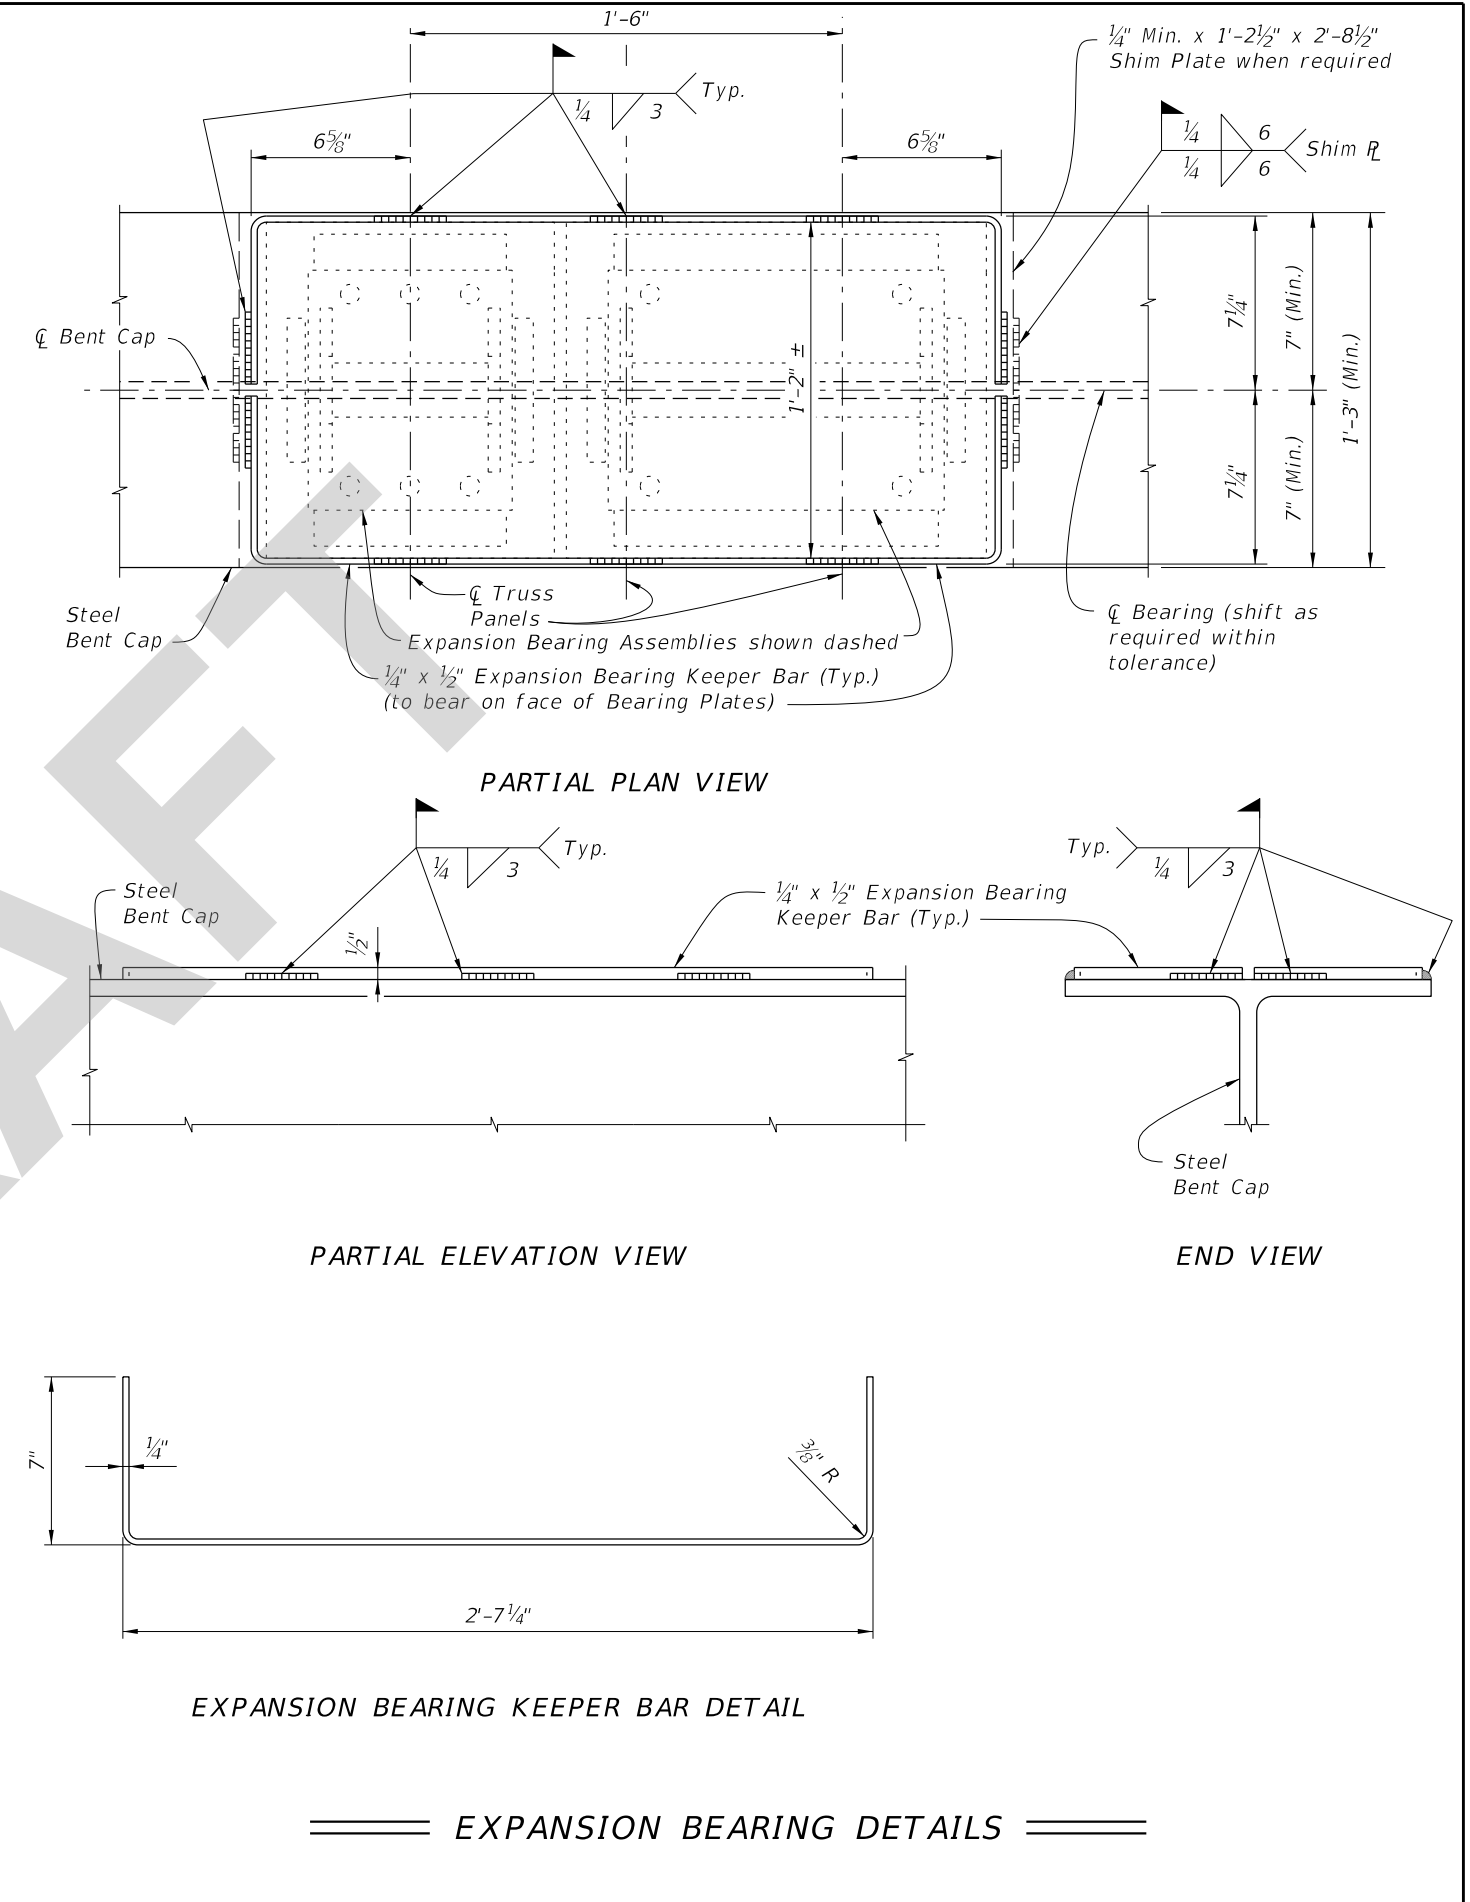 1'-6"
¼" Min. x 1'-2½" x 2'-8½"
Shim Plate when required
¼ 3 Typ.
6⅝"
6⅝"
¼ 6
¼ 6
Shim ℄
℄ Bent Cap
1'-2" ±
7¼"
7" (Min.)
1'-3" (Min.)
7¼"
7" (Min.)
Steel
Bent Cap
℄ Truss
Panels
Expansion Bearing Assemblies shown dashed
¼" x ½" Expansion Bearing Keeper Bar (Typ.)
(to bear on face of Bearing Plates)
℄ Bearing (shift as
required within
tolerance)
PARTIAL PLAN VIEW
¼ 3 Typ.
Typ. ¼ 3
Steel
Bent Cap
½"
¼" x ½" Expansion Bearing
Keeper Bar (Typ.)
Steel
Bent Cap
PARTIAL ELEVATION VIEW
END VIEW
7"
¼"
⅜" R
2'-7¼"
EXPANSION BEARING KEEPER BAR DETAIL
EXPANSION BEARING DETAILS
AFT